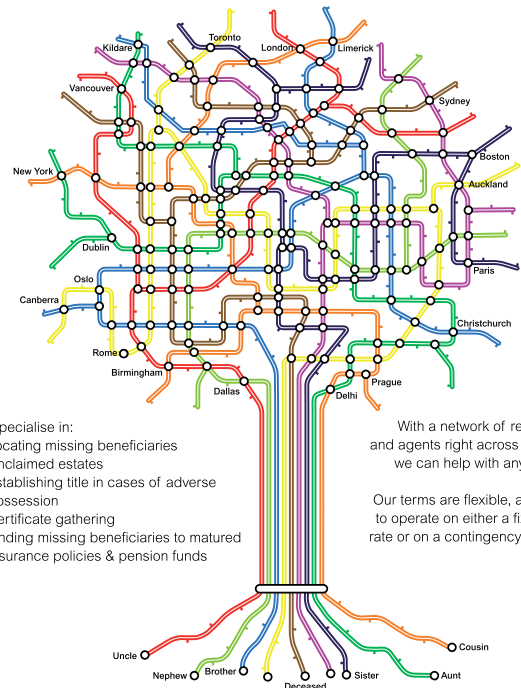 Toronto
Kildare
London
Limerick
Vancouver
Sydney
Boston
New York
Auckland
Dublin
Paris
Oslo
Canberra
Christchurch
Rome
Birmingham
Prague
Dallas
Delhi
pecialise in:
ocating missing beneficiaries
nclaimed estates
stablishing title in cases of adverse
ossession
ertificate gathering
nding missing beneficiaries to matured
surance policies & pension funds
With a network of re
and agents right across
we can help with any
Our terms are flexible, a
to operate on either a fi
rate or on a contingency
Uncle
Cousin
Nephew
Brother
Deceased
Sister
Aunt